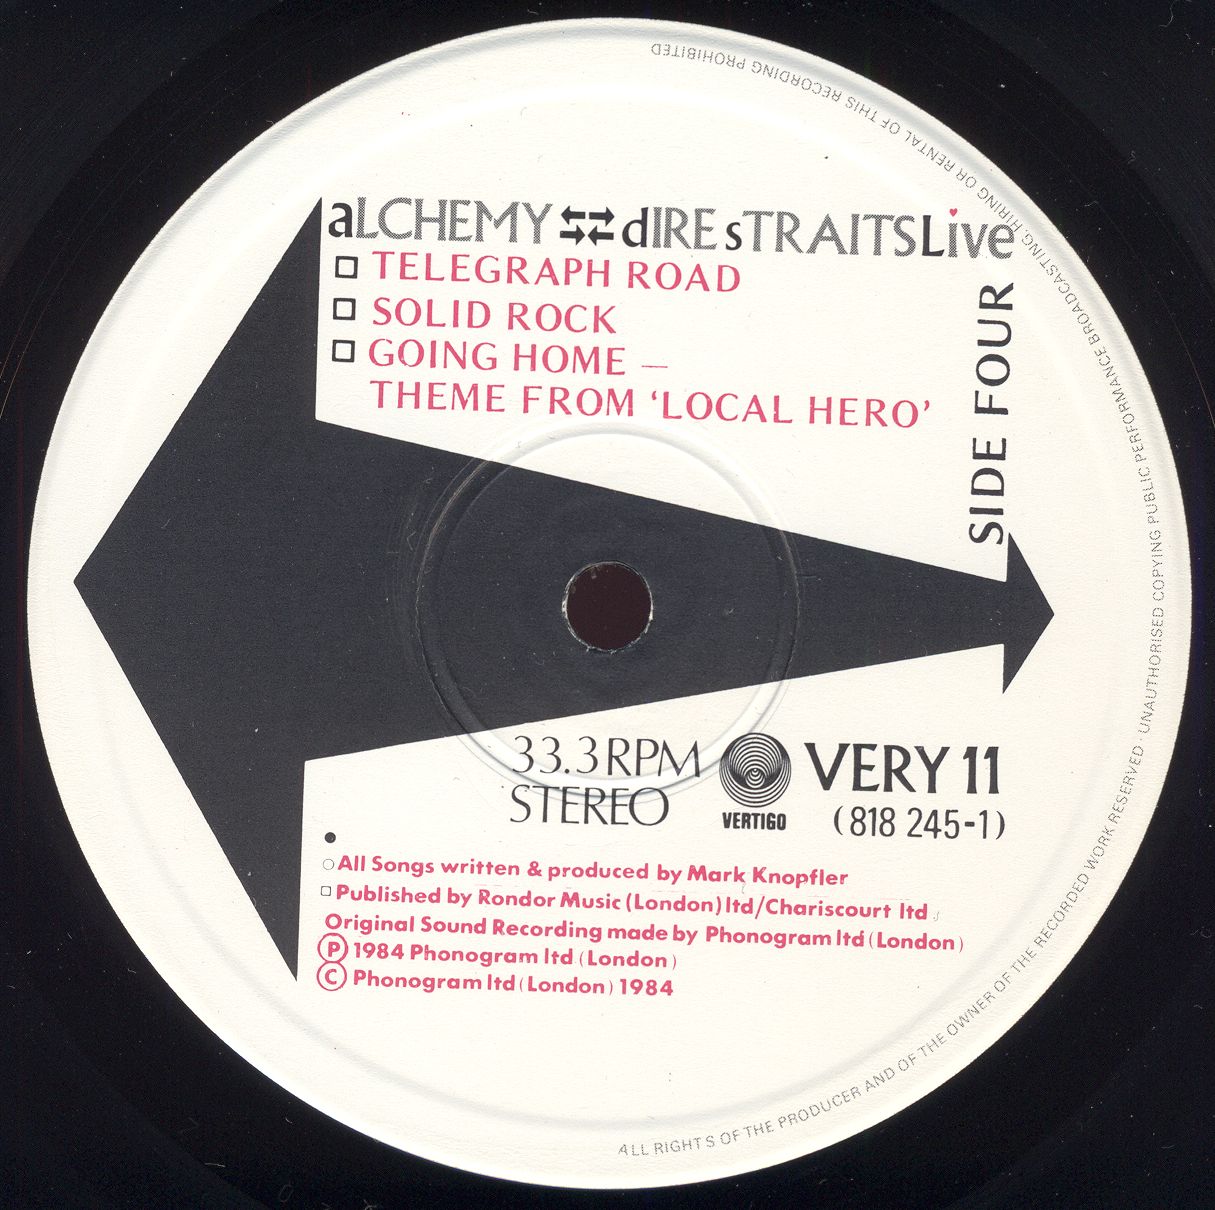 aLCHEMY dIRE sTRAITSLive
TELEGRAPH ROAD
SOLID ROCK
GOING HOME —
THEME FROM ‘LOCAL HERO’
SIDE FOUR
33.3 RPM
STEREO
VERTIGO
VERY 11
(818 245-1)
All Songs written & produced by Mark Knopfler
Published by Rondor Music (London) ltd/Chariscourt ltd
Original Sound Recording made by Phonogram ltd (London)
Ⓟ 1984 Phonogram ltd (London)
Ⓒ Phonogram ltd (London) 1984
ALL RIGHTS OF THE PRODUCER AND OF THE OWNER OF THE RECORDED WORK RESERVED · UNAUTHORISED COPYING PUBLIC PERFORMANCE BROADCASTING, HIRING OR RENTAL OF THIS RECORDING PROHIBITED